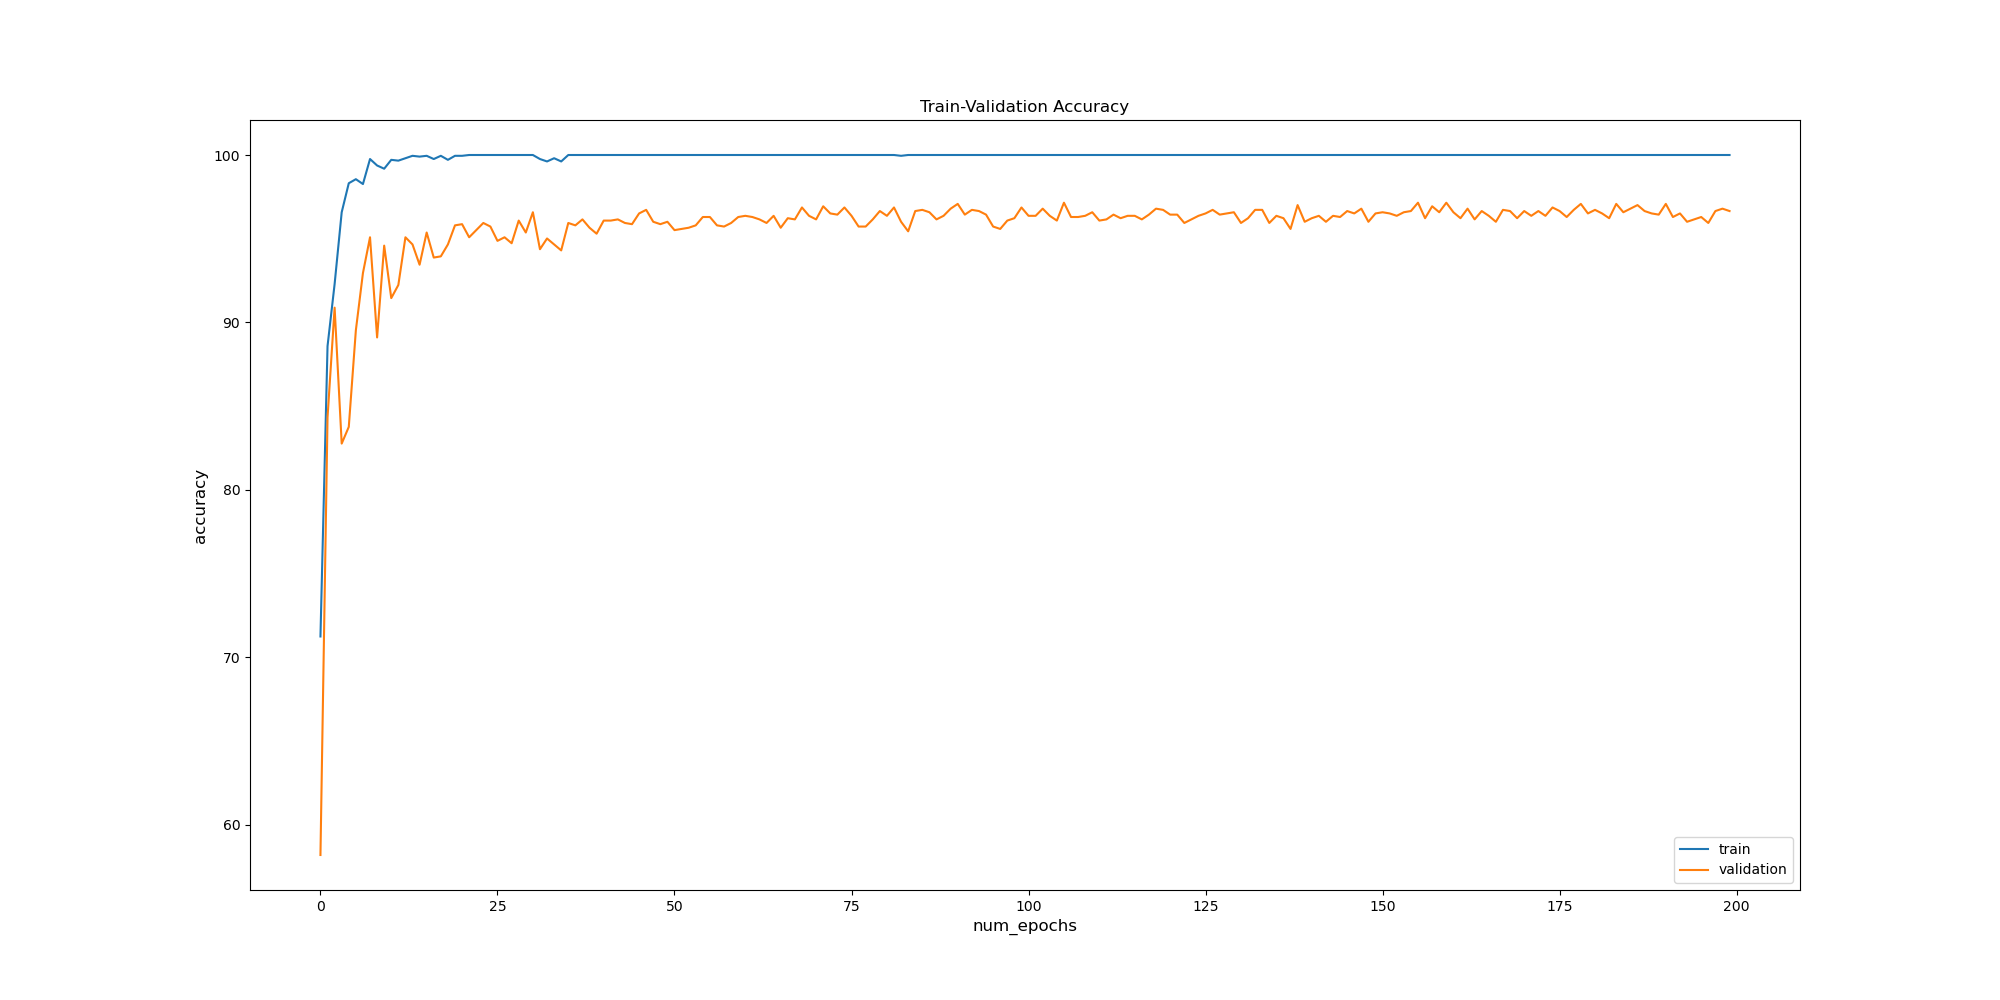 Train-Validation Accuracy
100
90
80
70
60
accuracy
0 25 50 75 100 125 150 175 200
num_epochs
train
validation